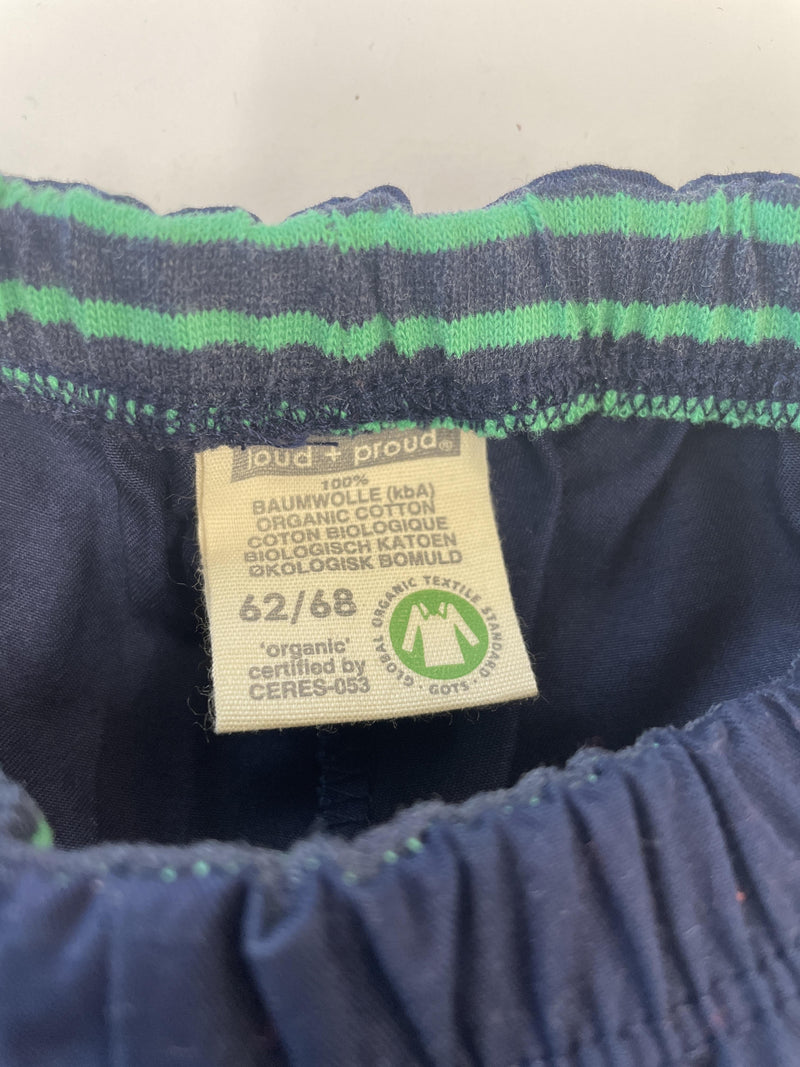 loud + proud®
100%
BAUMWOLLE (kbA)
ORGANIC COTTON
COTON BIOLOGIQUE
BIOLOGISCH KATOEN
ØKOLOGISK BOMULD
62/68
'organic'
certified by
CERES-053
GLOBAL ORGANIC TEXTILE STANDARD · GOTS ·